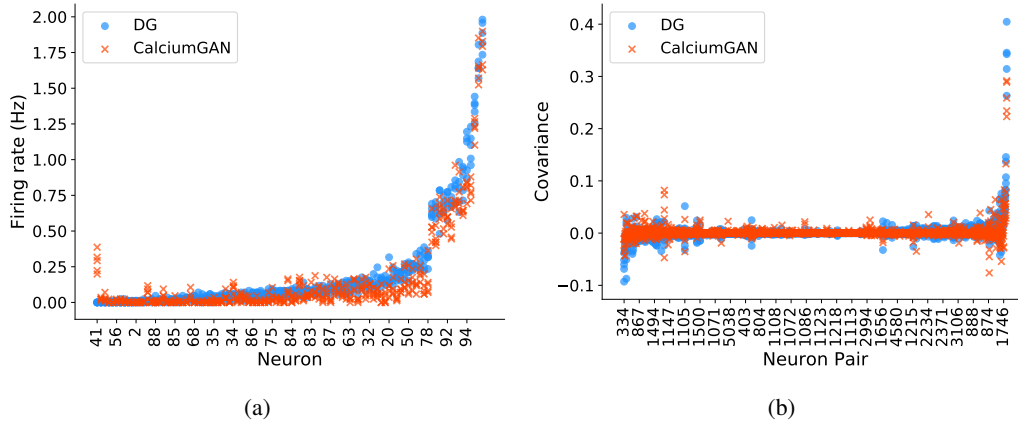 2.00
1.75
1.50
1.25
1.00
0.75
0.50
0.25
0.00
Firing rate (Hz)
DG
CalciumGAN
41 56 2 88 85 68 35 34 86 75 84 83 87 63 32 20 50 78 92 94
Neuron
(a)
0.4
0.3
0.2
0.1
0.0
−0.1
Covariance
DG
CalciumGAN
334 867 1494 1147 1105 1500 1071 5038 403 804 1108 1072 1086 1223 1218 1113 2994 1656 4580 1215 2234 2371 3106 1888 874 1746
Neuron Pair
(b)